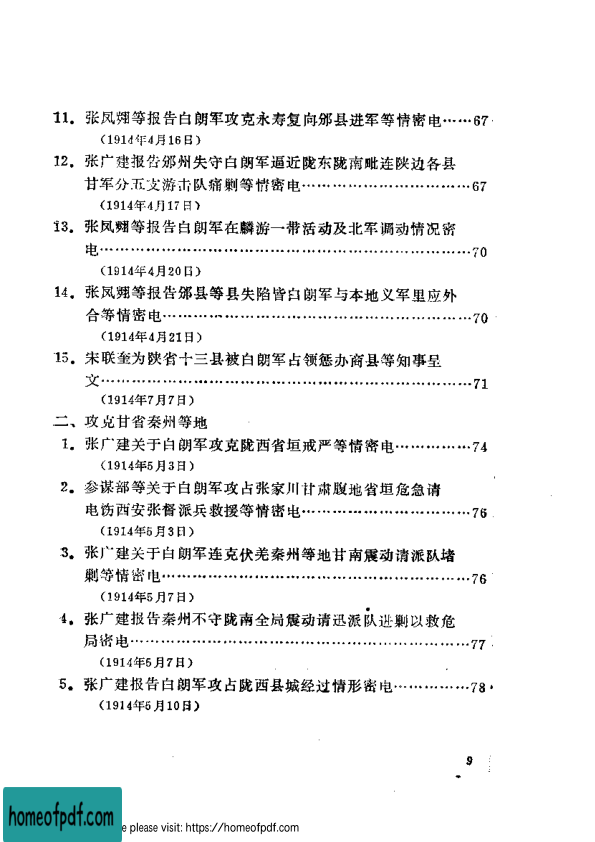 11. 张凤翙等报告白朗军攻克永寿复向邠县进军等情密电……67
(1914年4月16日)
12. 张广建报告邠州失守白朗军逼近陇东陇南毗连陕边各县
甘军分五支游击队痛剿等情密电……………………………67
(1914年4月17日)
13. 张凤翙等报告白朗军在麟游一带活动及北军调动情况密
电……………………………………………………………70
(1914年4月20日)
14. 张凤翙等报告邠县等县失陷皆白朗军与本地义军里应外
合等情密电…………………………………………………70
(1914年4月21日)
15. 宋联奎为陕省十三县被白朗军占领惩办商县等知事呈
文……………………………………………………………71
(1914年7月7日)
二、攻克甘省秦州等地
1. 张广建关于白朗军攻克陇西省垣戒严等情密电……………74
(1914年5月3日)
2. 参谋部等关于白朗军攻占张家川甘肃腹地省垣危急请
电饬西安张督派兵救援等情密电……………………………76
(1914年5月3日)
3. 张广建关于白朗军连克伏羌秦州等地甘南震动请派队堵
剿等情密电…………………………………………………76
(1914年5月7日)
4. 张广建报告秦州不守陇南全局震动请迅派队进剿以救危
局密电………………………………………………………77
(1914年5月7日)
5. 张广建报告白朗军攻占陇西县城经过情形密电……………78
(1914年5月10日)
9
homeofpdf.com
e please visit: https://homeofpdf.com